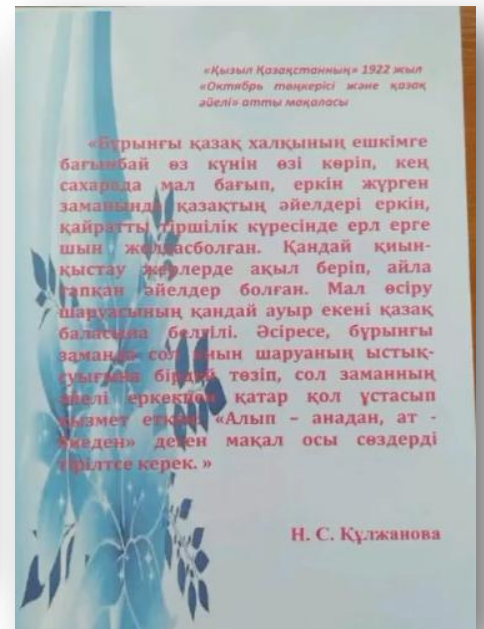 «Қызыл Қазақстанның» 1922 жыл
«Октябрь төңкерісі және қазақ
әйелі» атты мақаласы
«Бұрынғы қазақ халқының ешкімге
бағынбай өз күнін өзі көріп, кең
сахарада мал бағып, еркін жүрген
заманында қазақтың әйелдері еркін,
қайратты тіршілік күресінде ерл ерге
шын жолдасболған. Қандай қиын-
қыстау жерлерде ақыл беріп, айла
тапқан әйелдер болған. Мал өсіру
шаруасының қандай ауыр екені қазақ
баласына белгілі. Әсіресе, бұрынғы
заманда сол қиын шаруаның ыстық-
суығына бірдей төзіп, сол заманның
әйелі еркекпен қатар қол ұстасып
қызмет еткен. «Алып – анадан, ат -
биеден» деген мақал осы сөздерді
тірілтсе керек. »
Н. С. Құлжанова